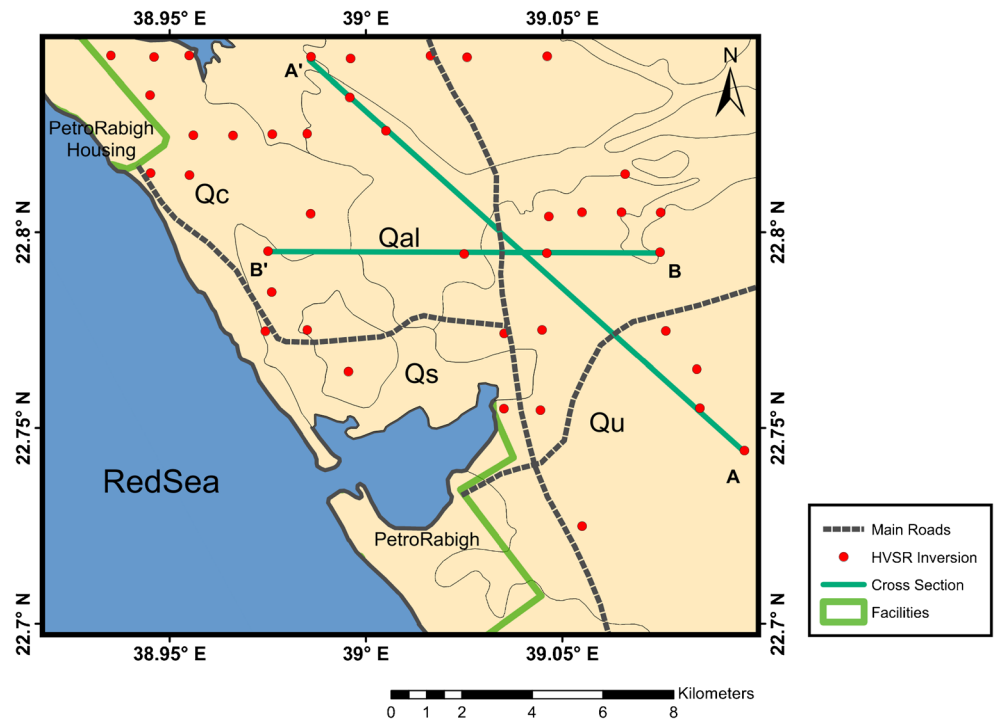 38.95° E 39° E 39.05° E
N
A'
PetroRabigh
Housing
Qc
22.8° N
Qal
B'
B
Qs
22.75° N
Qu
RedSea
A
PetroRabigh
22.7° N
22.8° N
22.75° N
22.7° N
38.95° E 39° E 39.05° E
Main Roads
HVSR Inversion
Cross Section
Facilities
Kilometers
0 1 2 4 6 8